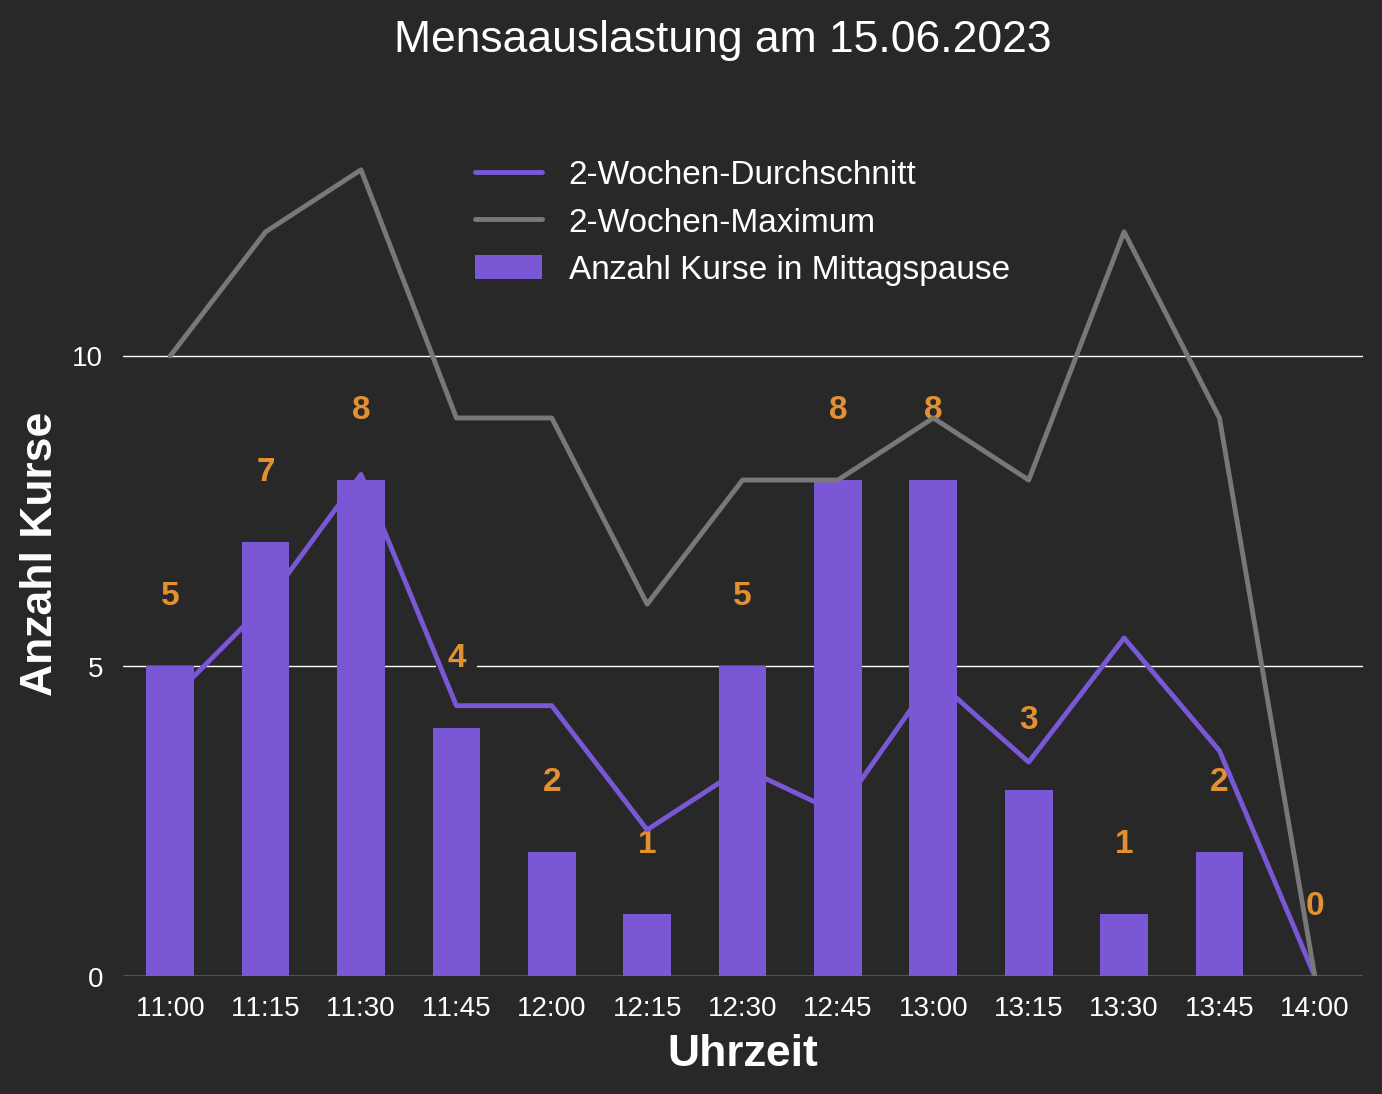 Mensaauslastung am 15.06.2023
2-Wochen-Durchschnitt
2-Wochen-Maximum
Anzahl Kurse in Mittagspause
Anzahl Kurse
10
5
0
5
7
8
4
2
1
5
8
8
3
1
2
0
11:00 11:15 11:30 11:45 12:00 12:15 12:30 12:45 13:00 13:15 13:30 13:45 14:00
Uhrzeit